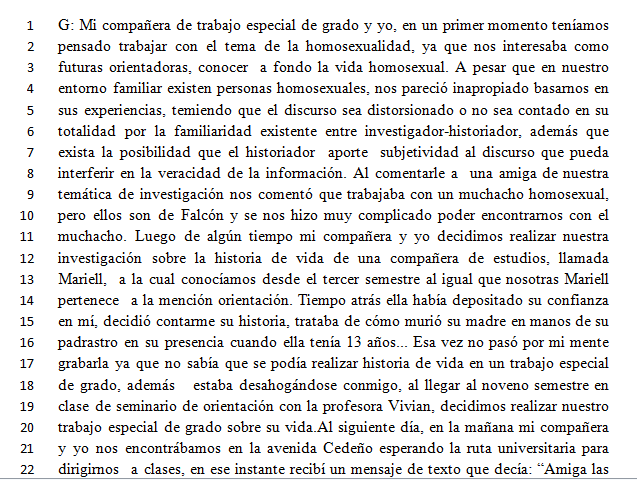 1 G: Mi compañera de trabajo especial de grado y yo, en un primer momento teníamos
2 pensado trabajar con el tema de la homosexualidad, ya que nos interesaba como
3 futuras orientadoras, conocer a fondo la vida homosexual. A pesar que en nuestro
4 entorno familiar existen personas homosexuales, nos pareció inapropiado basarnos en
5 sus experiencias, temiendo que el discurso sea distorsionado o no sea contado en su
6 totalidad por la familiaridad existente entre investigador-historiador, además que
7 exista la posibilidad que el historiador aporte subjetividad al discurso que pueda
8 interferir en la veracidad de la información. Al comentarle a una amiga de nuestra
9 temática de investigación nos comentó que trabajaba con un muchacho homosexual,
10 pero ellos son de Falcón y se nos hizo muy complicado poder encontrarnos con el
11 muchacho. Luego de algún tiempo mi compañera y yo decidimos realizar nuestra
12 investigación sobre la historia de vida de una compañera de estudios, llamada
13 Mariell, a la cual conocíamos desde el tercer semestre al igual que nosotras Mariell
14 pertenece a la mención orientación. Tiempo atrás ella había depositado su confianza
15 en mí, decidió contarme su historia, trataba de cómo murió su madre en manos de su
16 padrastro en su presencia cuando ella tenía 13 años... Esa vez no pasó por mi mente
17 grabarla ya que no sabía que se podía realizar historia de vida en un trabajo especial
18 de grado, además estaba desahogándose conmigo, al llegar al noveno semestre en
19 clase de seminario de orientación con la profesora Vivian, decidimos realizar nuestro
20 trabajo especial de grado sobre su vida.Al siguiente día, en la mañana mi compañera
21 y yo nos encontrábamos en la avenida Cedeño esperando la ruta universitaria para
22 dirigirnos a clases, en ese instante recibí un mensaje de texto que decía: “Amiga las